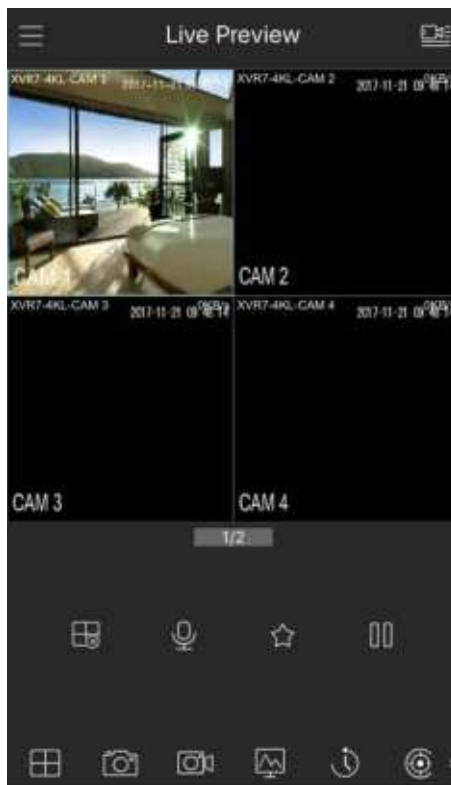 Live Preview
XVR7-4KL-CAM 1
XVR7-4KL-CAM 2
2017-11-21
CAM 1
CAM 2
XVR7-4KL-CAM 3
2017-11-21
XVR7-4KL-CAM 4
2017-11-21
CAM 3
CAM 4
1/2